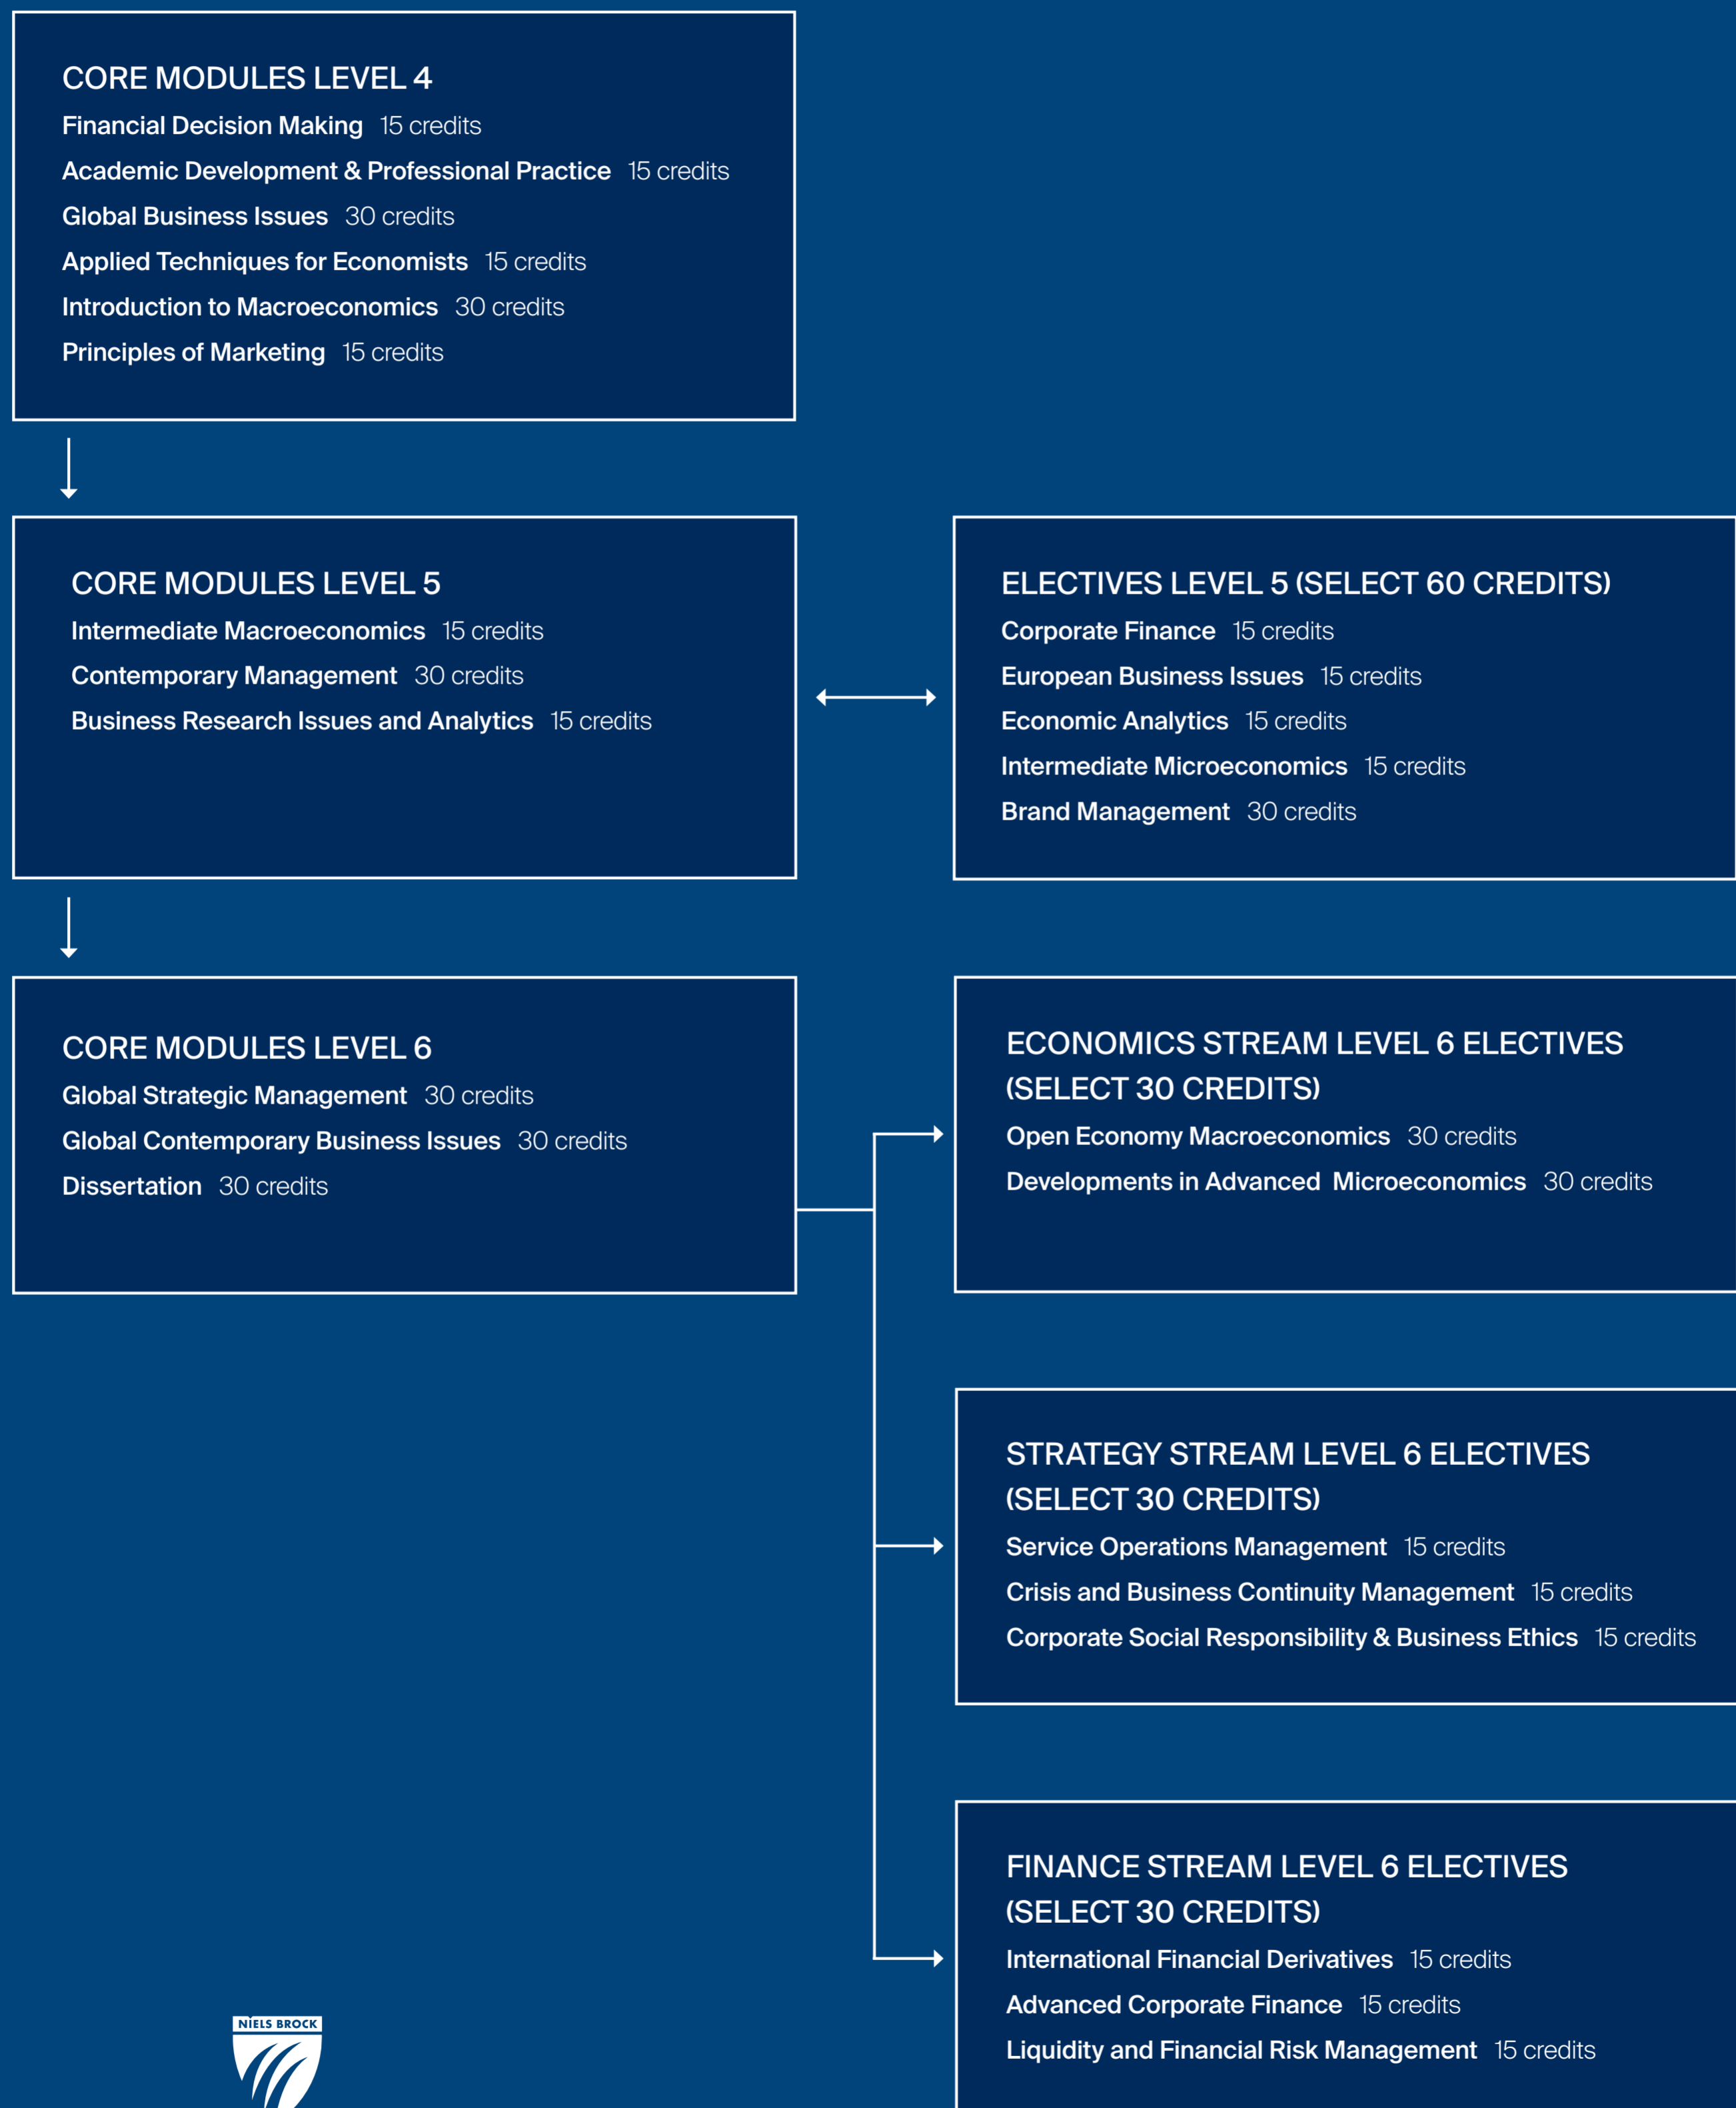 CORE MODULES LEVEL 4
Financial Decision Making 15 credits
Academic Development & Professional Practice 15 credits
Global Business Issues 30 credits
Applied Techniques for Economists 15 credits
Introduction to Macroeconomics 30 credits
Principles of Marketing 15 credits
CORE MODULES LEVEL 5
Intermediate Macroeconomics 15 credits
Contemporary Management 30 credits
Business Research Issues and Analytics 15 credits
ELECTIVES LEVEL 5 (SELECT 60 CREDITS)
Corporate Finance 15 credits
European Business Issues 15 credits
Economic Analytics 15 credits
Intermediate Microeconomics 15 credits
Brand Management 30 credits
CORE MODULES LEVEL 6
Global Strategic Management 30 credits
Global Contemporary Business Issues 30 credits
Dissertation 30 credits
ECONOMICS STREAM LEVEL 6 ELECTIVES
(SELECT 30 CREDITS)
Open Economy Macroeconomics 30 credits
Developments in Advanced Microeconomics 30 credits
STRATEGY STREAM LEVEL 6 ELECTIVES
(SELECT 30 CREDITS)
Service Operations Management 15 credits
Crisis and Business Continuity Management 15 credits
Corporate Social Responsibility & Business Ethics 15 credits
FINANCE STREAM LEVEL 6 ELECTIVES
(SELECT 30 CREDITS)
International Financial Derivatives 15 credits
Advanced Corporate Finance 15 credits
Liquidity and Financial Risk Management 15 credits
NIELS BROCK